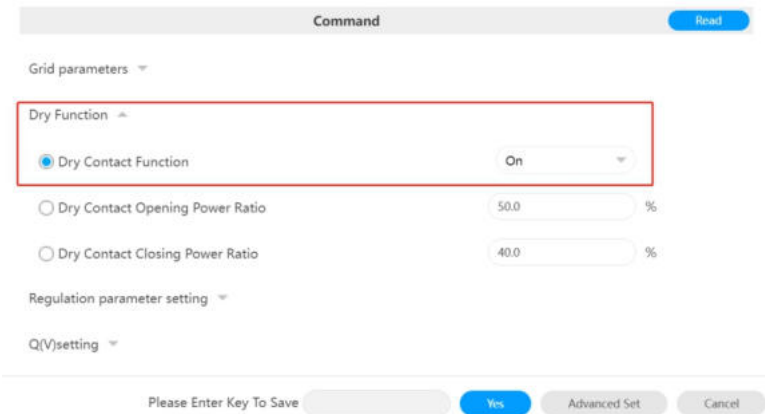 Command Read
Grid parameters
Dry Function
Dry Contact Function On
Dry Contact Opening Power Ratio 50.0 %
Dry Contact Closing Power Ratio 40.0 %
Regulation parameter setting
Q(V)setting
Please Enter Key To Save Yes Advanced Set Cancel